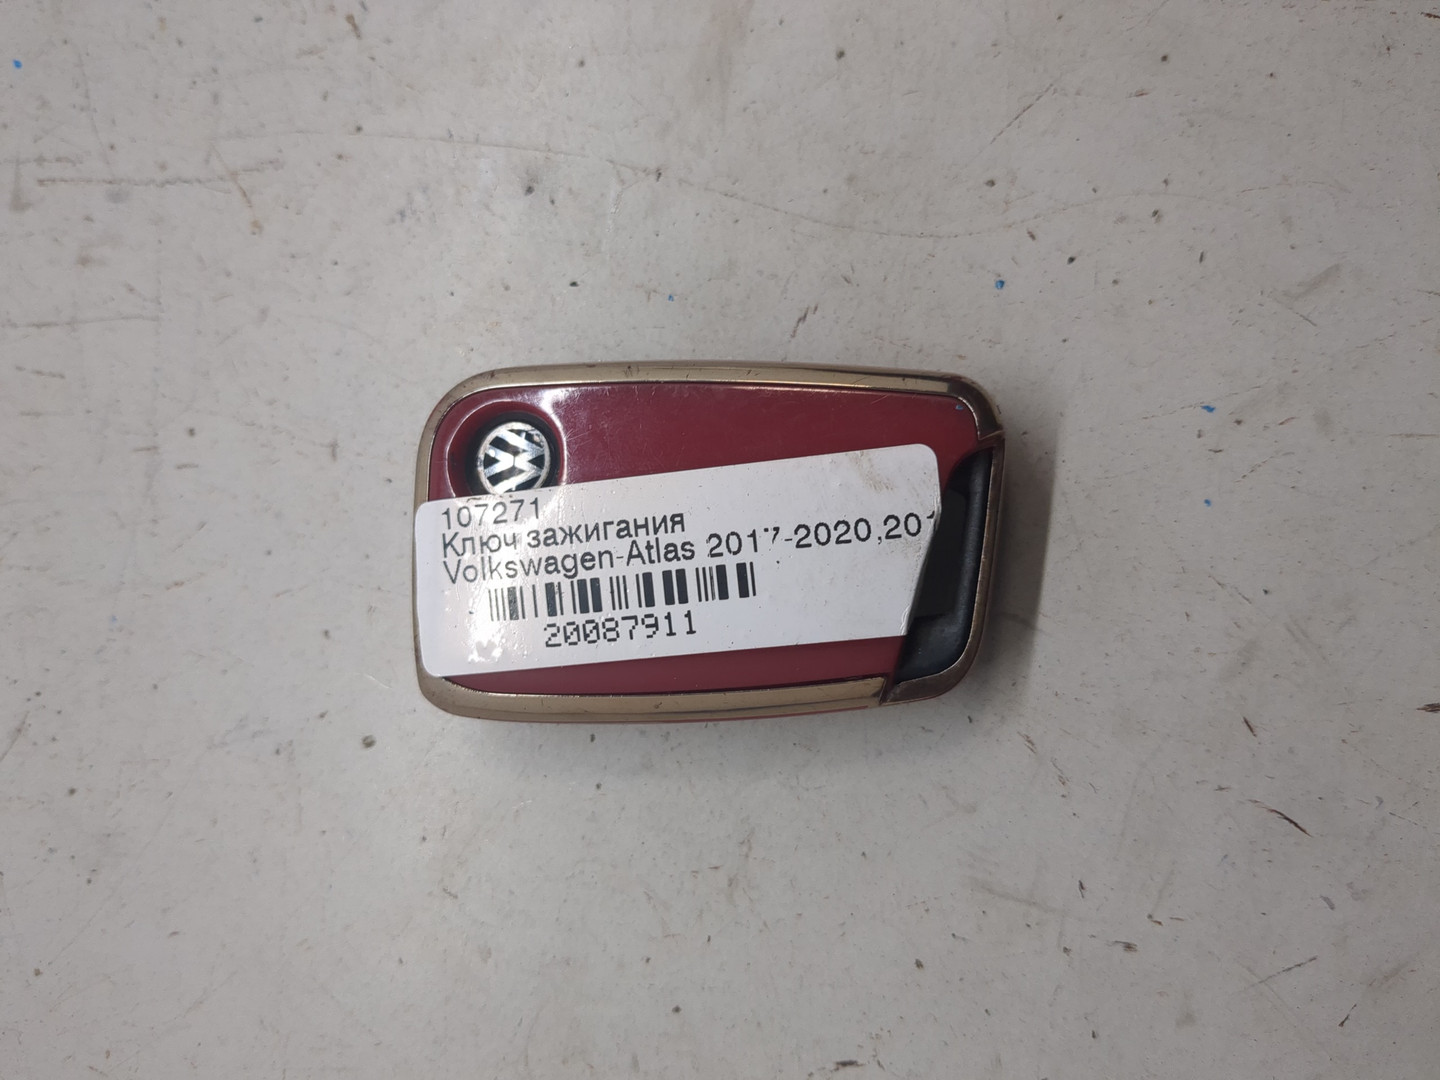 107271
Ключ зажигания
Volkswagen-Atlas 2017-2020,201
20087911